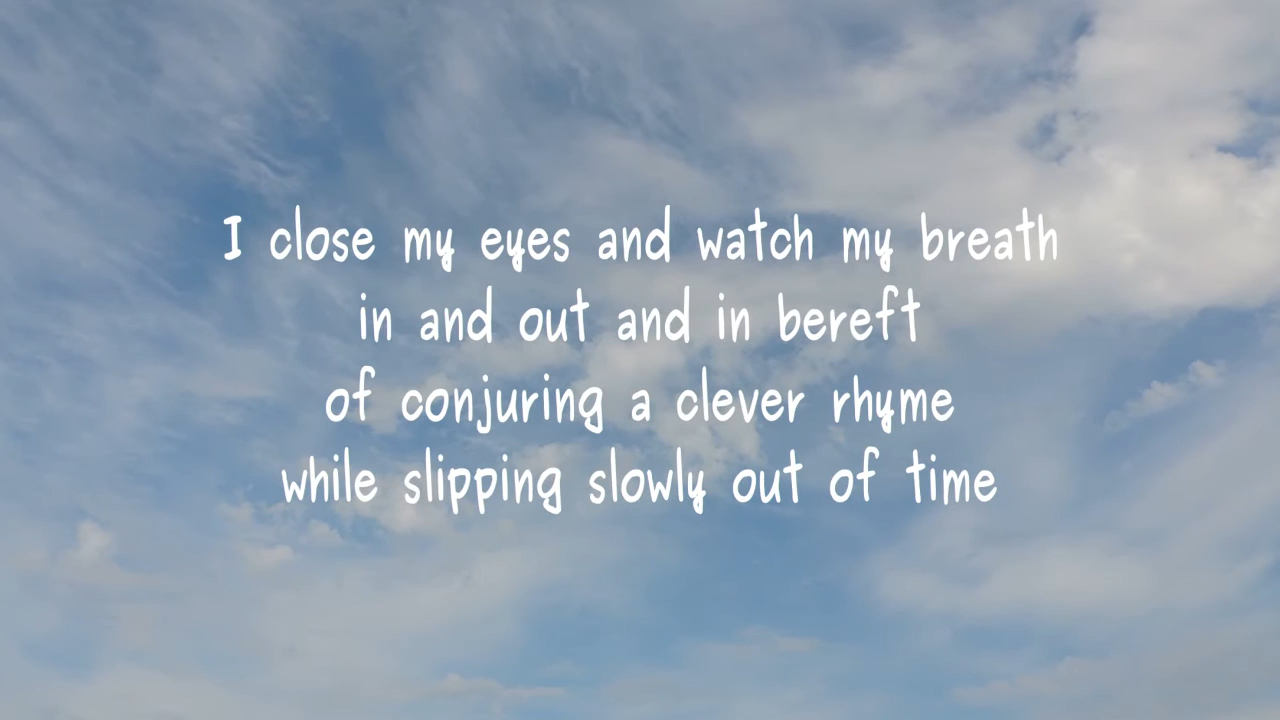 I close my eyes and watch my breath
in and out and in bereft
of conjuring a clever rhyme
while slipping slowly out of time